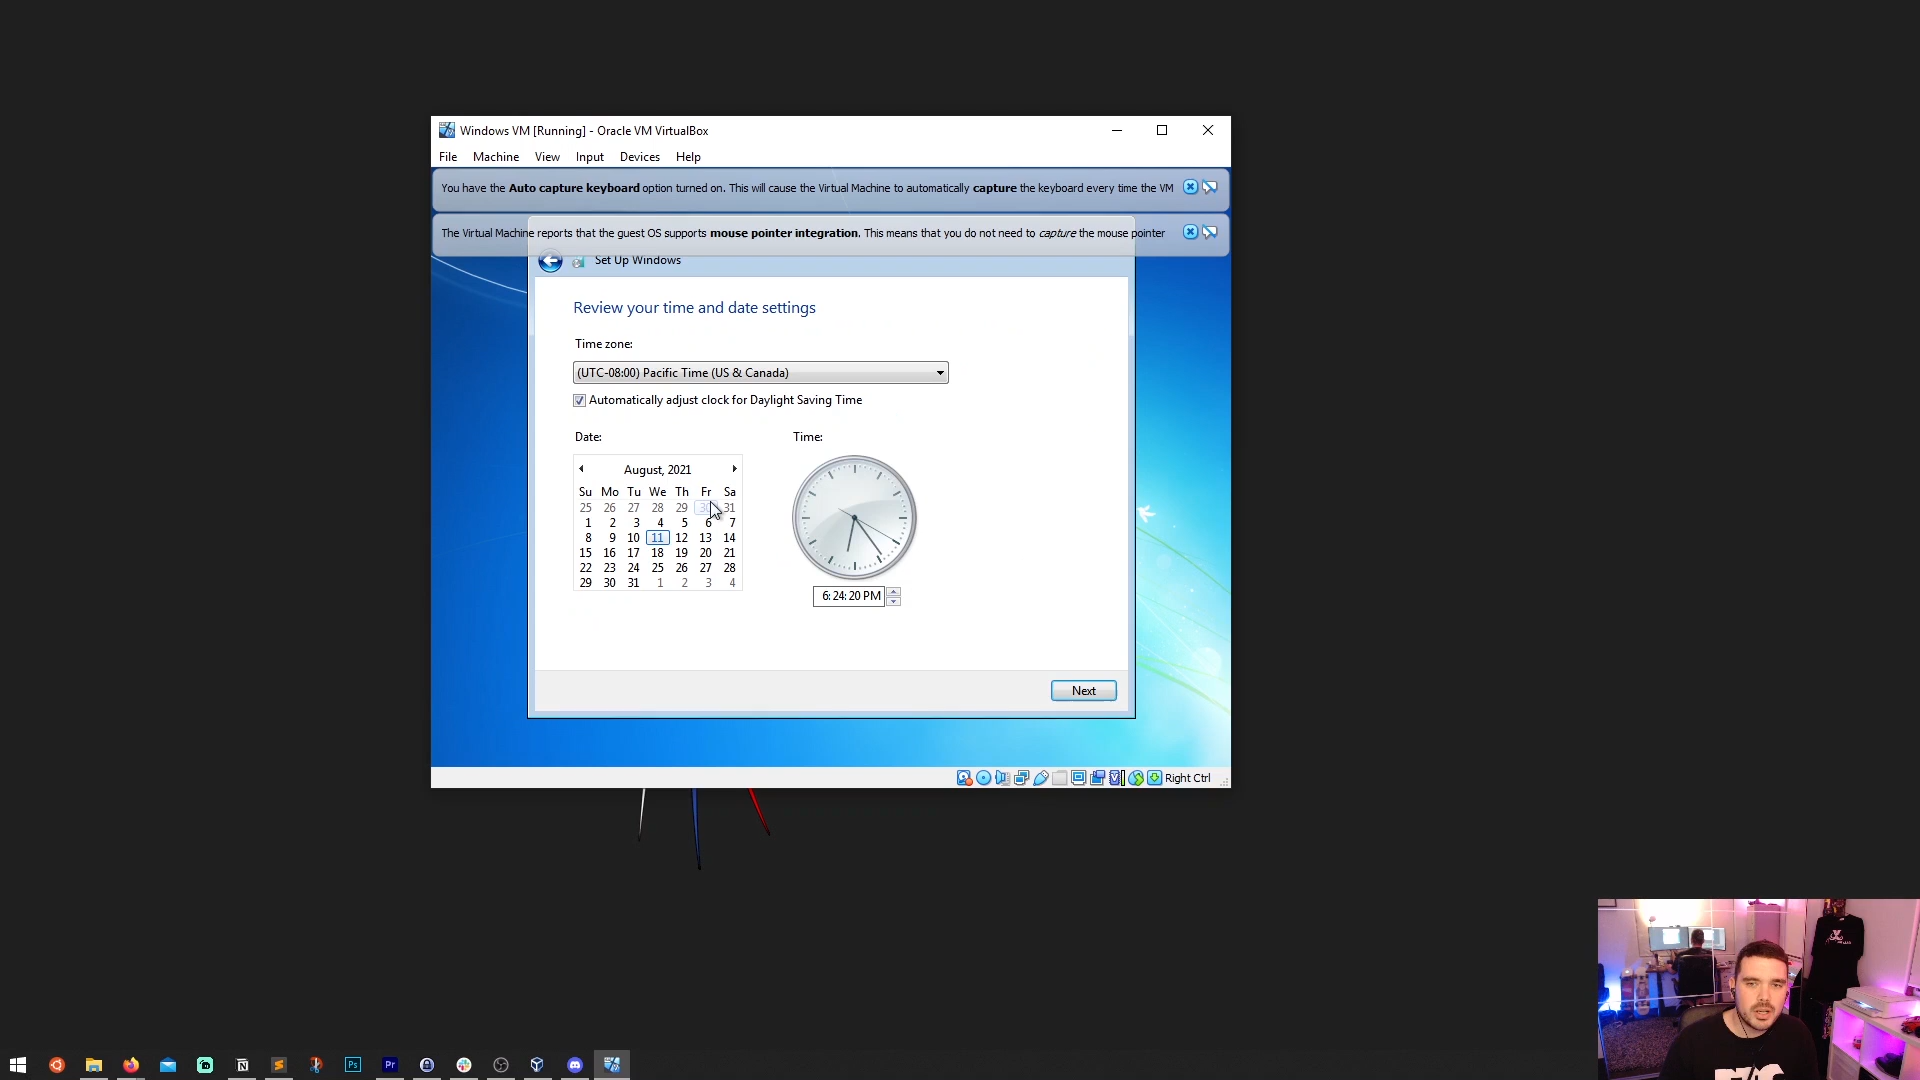 Windows VM [Running] - Oracle VM VirtualBox
File Machine View Input Devices Help
You have the Auto capture keyboard option turned on. This will cause the Virtual Machine to automatically capture the keyboard every time the VM
The Virtual Machine reports that the guest OS supports mouse pointer integration. This means that you do not need to capture the mouse pointer
Set Up Windows
Review your time and date settings
Time zone:
(UTC-08:00) Pacific Time (US & Canada)
Automatically adjust clock for Daylight Saving Time
Date:
Time:
August, 2021
Su Mo Tu We Th Fr Sa
25 26 27 28 29 30 31
1 2 3 4 5 6 7
8 9 10 11 12 13 14
15 16 17 18 19 20 21
22 23 24 25 26 27 28
29 30 31 1 2 3 4
6:24:20 PM
Next
Right Ctrl
Ps
Pr